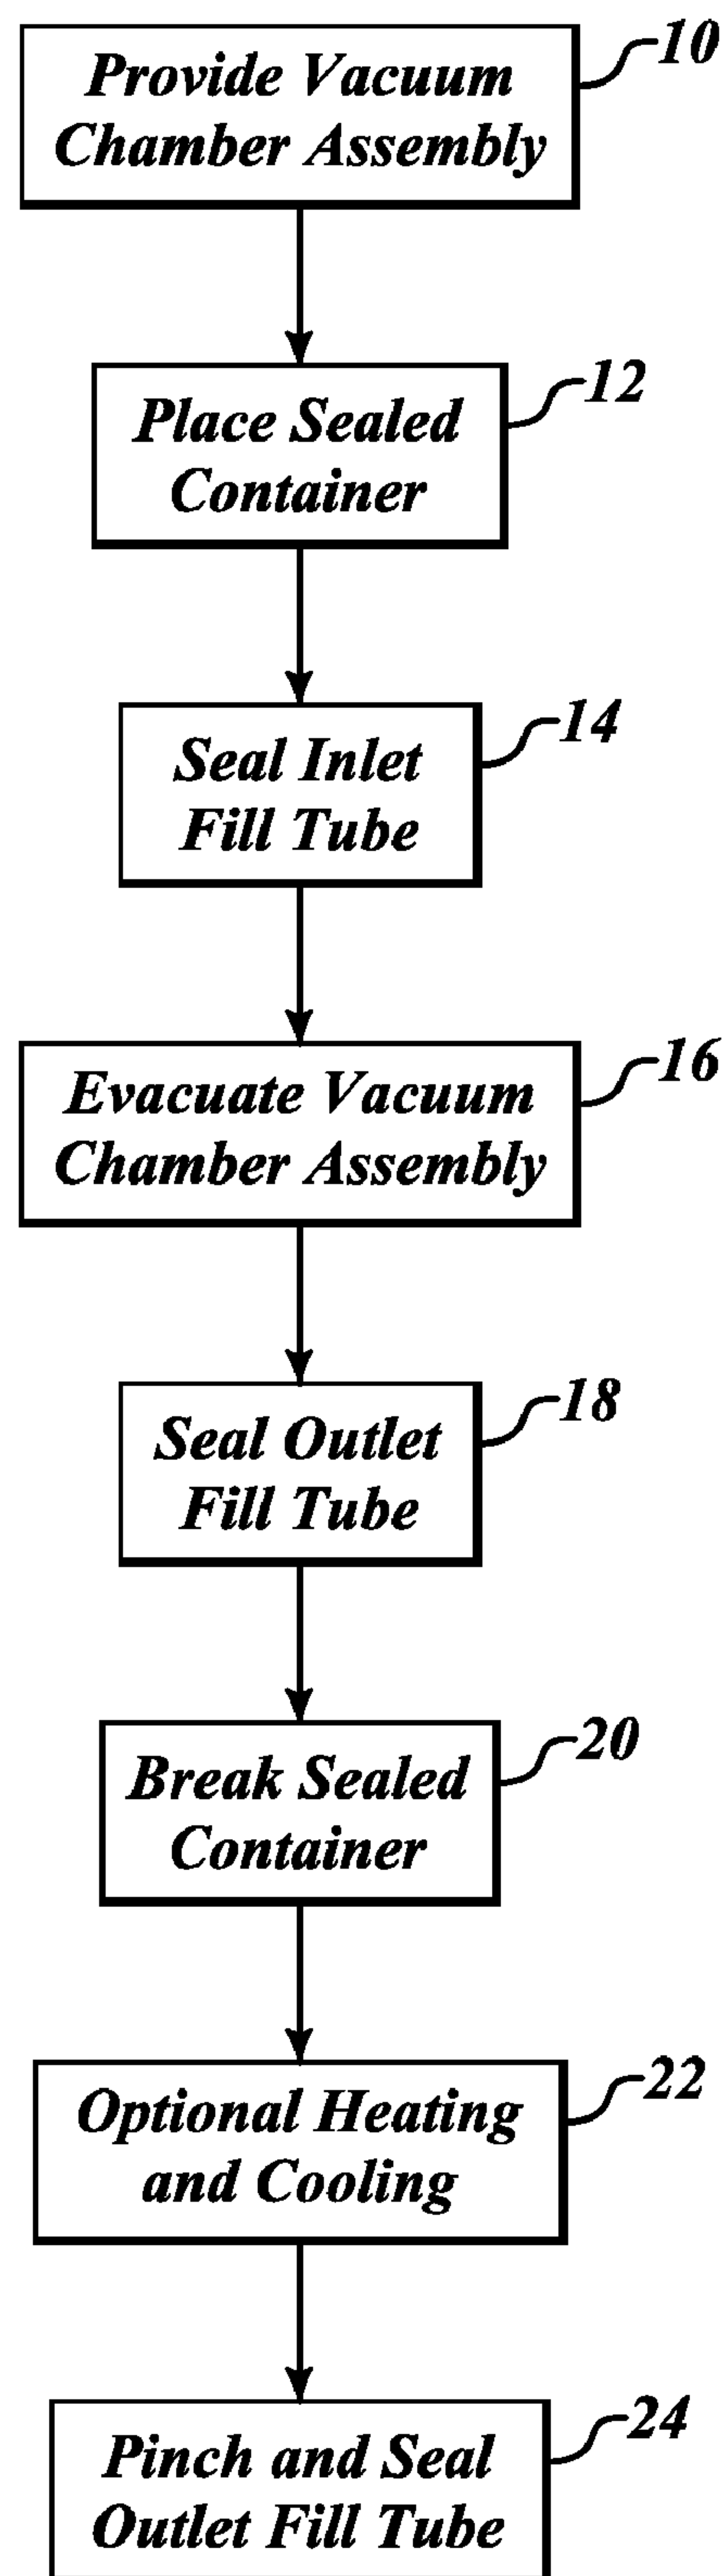 10
Provide Vacuum
Chamber Assembly
12
Place Sealed
Container
14
Seal Inlet
Fill Tube
16
Evacuate Vacuum
Chamber Assembly
18
Seal Outlet
Fill Tube
20
Break Sealed
Container
22
Optional Heating
and Cooling
24
Pinch and Seal
Outlet Fill Tube